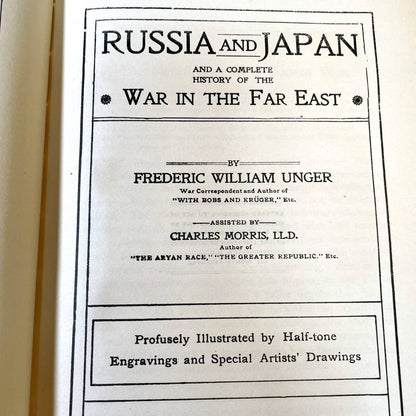 RUSSIA AND JAPAN
AND A COMPLETE
HISTORY OF THE
WAR IN THE FAR EAST
BY
FREDERIC WILLIAM UNGER
War Correspondent and Author of
"WITH BOBS AND KRÜGER," Etc.
ASSISTED BY
CHARLES MORRIS, LL.D.
Author of
"THE ARYAN RACE," "THE GREATER REPUBLIC." Etc.
Profusely Illustrated by Half-tone
Engravings and Special Artists' Drawings